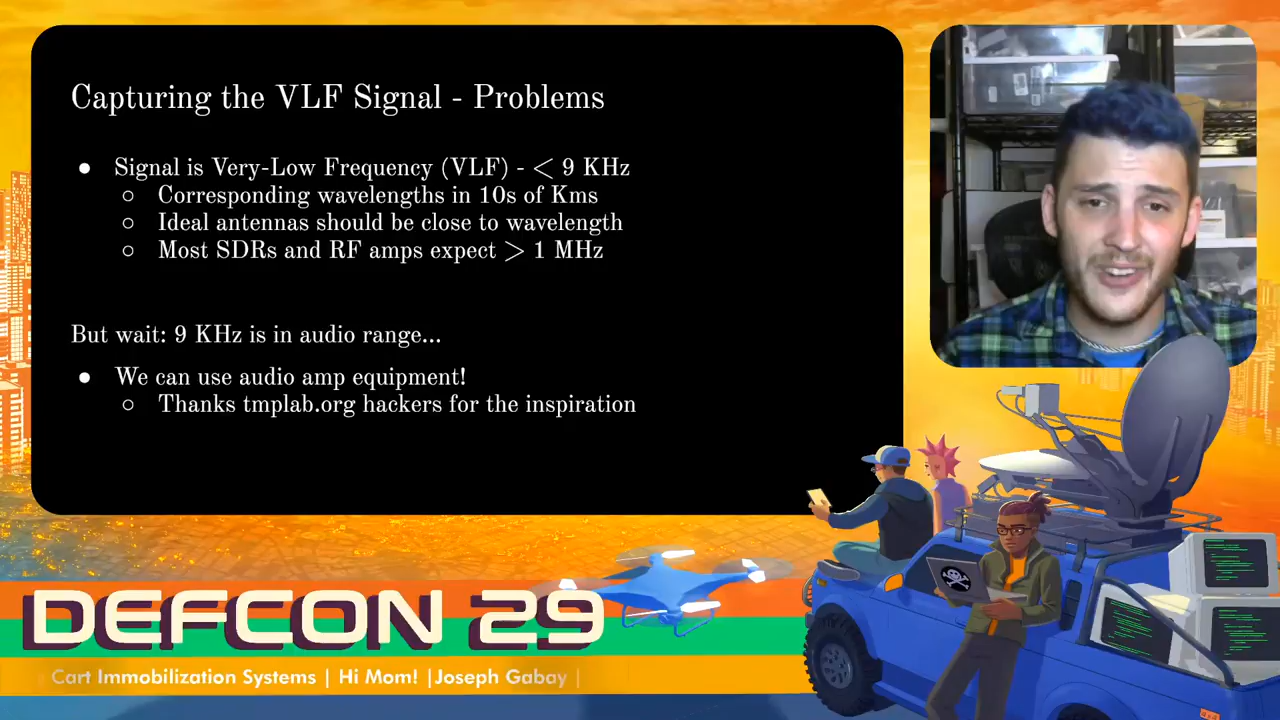 Capturing the VLF Signal - Problems
● Signal is Very-Low Frequency (VLF) - < 9 KHz
○ Corresponding wavelengths in 10s of Kms
○ Ideal antennas should be close to wavelength
○ Most SDRs and RF amps expect > 1 MHz
But wait: 9 KHz is in audio range...
● We can use audio amp equipment!
○ Thanks tmplab.org hackers for the inspiration
DEFCON 29
Cart Immobilization Systems | Hi Mom! |Joseph Gabay |